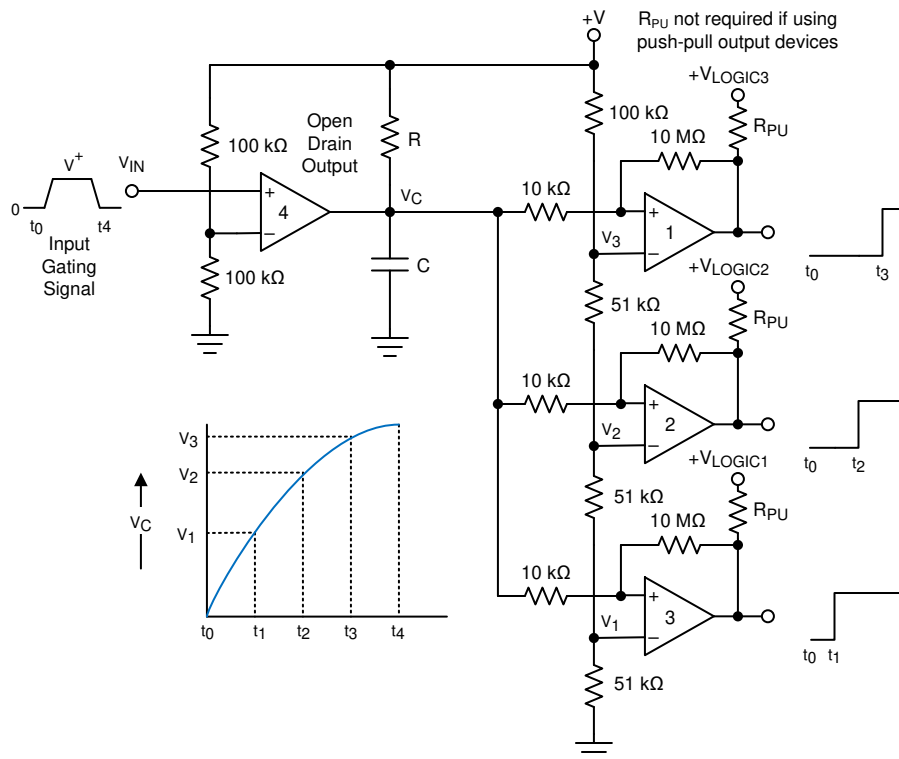 +V
RPU not required if using
push-pull output devices
+VLOGIC3
RPU
100 kΩ
10 MΩ
Open
Drain
Output
R
100 kΩ
V+
VIN
VC
10 kΩ
+
4
−
+
1
−
V3
0
t0
t4
Input
Gating
Signal
100 kΩ
C
t0
t3
+VLOGIC2
RPU
51 kΩ
10 MΩ
10 kΩ
+
2
−
V2
t0
t2
+VLOGIC1
RPU
51 kΩ
10 MΩ
10 kΩ
+
3
−
V1
t0
t1
51 kΩ
V3
V2
VC
V1
t0
t1
t2
t3
t4